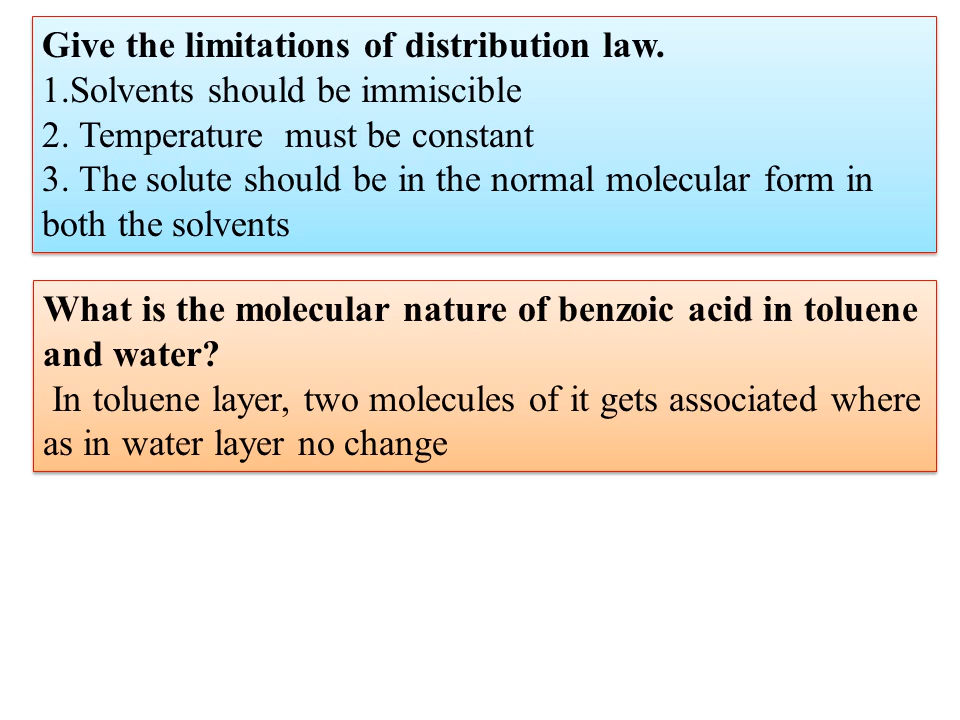 Give the limitations of distribution law.
1.Solvents should be immiscible
2. Temperature must be constant
3. The solute should be in the normal molecular form in
both the solvents
What is the molecular nature of benzoic acid in toluene
and water?
In toluene layer, two molecules of it gets associated where
as in water layer no change